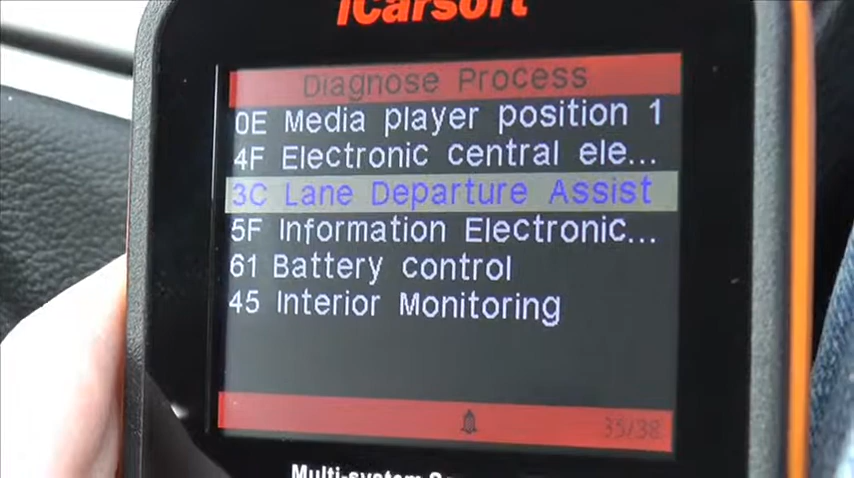 iCarsoft
Diagnose Process
0E Media player position 1
4F Electronic central ele...
3C Lane Departure Assist
5F Information Electronic...
61 Battery control
45 Interior Monitoring
35/38
Multi-system